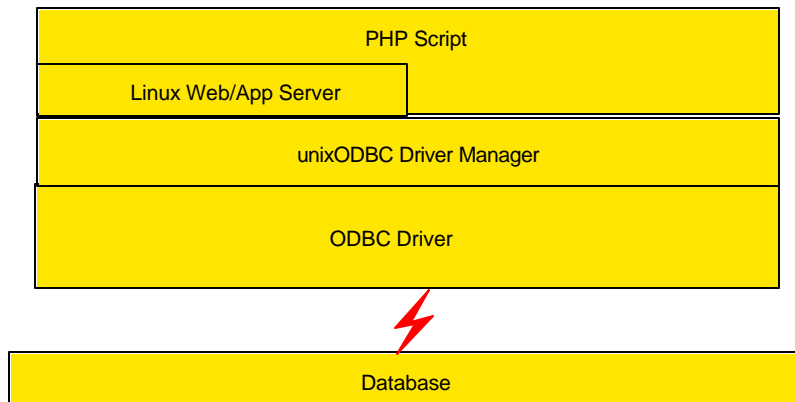 PHP Script
Linux Web/App Server
unixODBC Driver Manager
ODBC Driver
Database